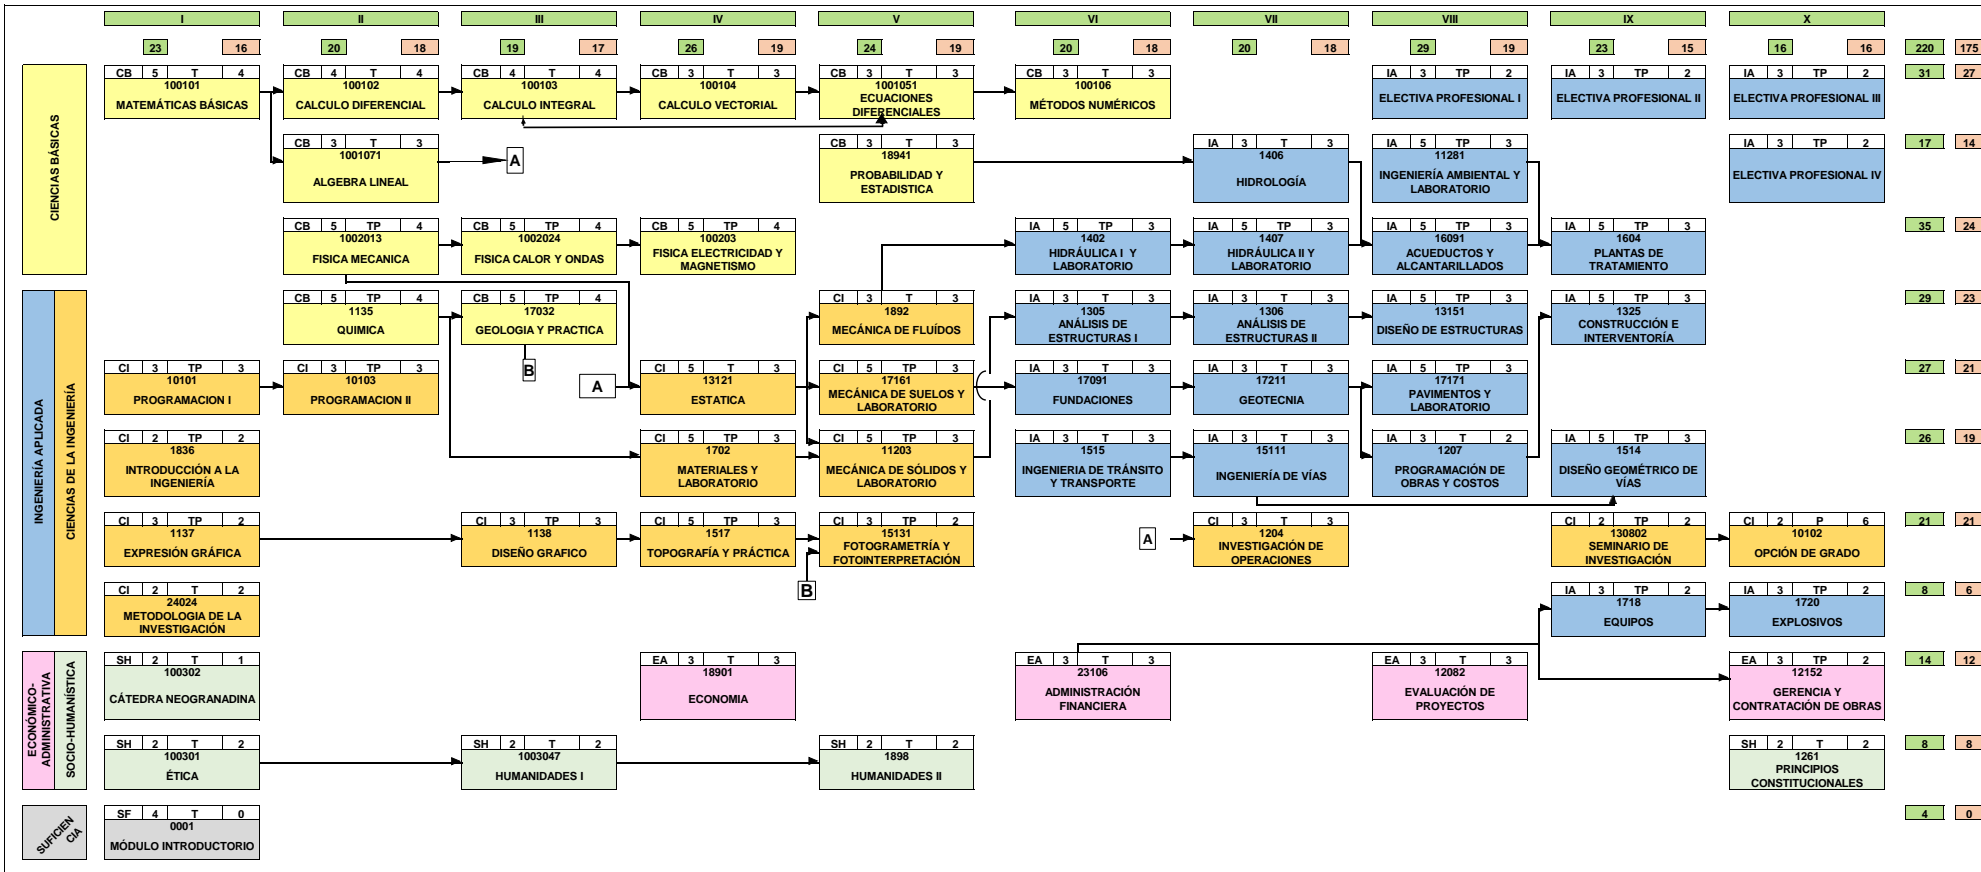 I II III IV V VI VII VIII IX X
23 16 20 18 19 17 26 19 24 19 20 18 20 18 29 19 23 15 16 16 220 175
CIENCIAS BÁSICAS
CB 5 T 4
100101
MATEMÁTICAS BÁSICAS
CB 4 T 4
100102
CALCULO DIFERENCIAL
CB 4 T 4
100103
CALCULO INTEGRAL
CB 3 T 3
100104
CALCULO VECTORIAL
CB 3 T 3
1001051
ECUACIONES
DIFERENCIALES
CB 3 T 3
100106
MÉTODOS NUMÉRICOS
IA 3 TP 2
ELECTIVA PROFESIONAL I
IA 3 TP 2
ELECTIVA PROFESIONAL II
IA 3 TP 2
ELECTIVA PROFESIONAL III
31 27
CB 3 T 3
1001071
ALGEBRA LINEAL
A
CB 3 T 3
18941
PROBABILIDAD Y
ESTADISTICA
IA 3 T 3
1406
HIDROLOGÍA
IA 5 TP 3
11281
INGENIERÍA AMBIENTAL Y
LABORATORIO
IA 3 TP 2
ELECTIVA PROFESIONAL IV
17 14
CB 5 TP 4
1002013
FISICA MECANICA
CB 5 TP 4
1002024
FISICA CALOR Y ONDAS
CB 5 TP 4
100203
FISICA ELECTRICIDAD Y
MAGNETISMO
IA 5 TP 3
1402
HIDRÁULICA I Y
LABORATORIO
IA 5 TP 3
1407
HIDRÁULICA II Y
LABORATORIO
IA 5 TP 3
16091
ACUEDUCTOS Y
ALCANTARILLADOS
IA 5 TP 3
1604
PLANTAS DE
TRATAMIENTO
35 24
INGENIERÍA APLICADA
CIENCIAS DE LA INGENIERÍA
CB 5 TP 4
1135
QUIMICA
CB 5 TP 4
17032
GEOLOGIA Y PRACTICA
B
CI 3 T 3
1892
MECÁNICA DE FLUÍDOS
IA 3 T 3
1305
ANÁLISIS DE
ESTRUCTURAS I
IA 3 T 3
1306
ANÁLISIS DE
ESTRUCTURAS II
IA 5 TP 3
13151
DISEÑO DE ESTRUCTURAS
IA 5 TP 3
1325
CONSTRUCCIÓN E
INTERVENTORÍA
29 23
CI 3 TP 3
10101
PROGRAMACION I
CI 3 TP 3
10103
PROGRAMACION II
A
CI 5 T 3
13121
ESTATICA
CI 5 TP 3
17161
MECÁNICA DE SUELOS Y
LABORATORIO
IA 3 T 3
17091
FUNDACIONES
IA 3 T 3
17211
GEOTECNIA
IA 5 TP 3
17171
PAVIMENTOS Y
LABORATORIO
27 21
CI 2 TP 2
1836
INTRODUCCIÓN A LA
INGENIERÍA
CI 5 TP 3
1702
MATERIALES Y
LABORATORIO
CI 5 TP 3
11203
MECÁNICA DE SÓLIDOS Y
LABORATORIO
IA 3 T 3
1515
INGENIERIA DE TRÁNSITO
Y TRANSPORTE
IA 3 T 3
15111
INGENIERÍA DE VÍAS
IA 3 T 2
1207
PROGRAMACIÓN DE
OBRAS Y COSTOS
IA 5 TP 3
1514
DISEÑO GEOMÉTRICO DE
VÍAS
26 19
CI 3 TP 2
1137
EXPRESIÓN GRÁFICA
CI 3 TP 3
1138
DISEÑO GRAFICO
CI 5 TP 3
1517
TOPOGRAFÍA Y PRÁCTICA
CI 3 TP 2
15131
FOTOGRAMETRÍA Y
FOTOINTERPRETACIÓN
B
A
CI 3 T 3
1204
INVESTIGACIÓN DE
OPERACIONES
CI 2 TP 2
130802
SEMINARIO DE
INVESTIGACIÓN
CI 2 P 6
10102
OPCIÓN DE GRADO
21 21
CI 2 T 2
24024
METODOLOGIA DE LA
INVESTIGACIÓN
IA 3 TP 2
1718
EQUIPOS
IA 3 TP 2
1720
EXPLOSIVOS
8 6
ECONÓMICO-
ADMINISTRATIVA
SOCIO-HUMANÍSTICA
SH 2 T 1
100302
CÁTEDRA NEOGRANADINA
EA 3 T 3
18901
ECONOMIA
EA 3 T 3
23106
ADMINISTRACIÓN
FINANCIERA
EA 3 T 3
12082
EVALUACIÓN DE
PROYECTOS
EA 3 TP 2
12152
GERENCIA Y
CONTRATACIÓN DE OBRAS
14 12
SH 2 T 2
100301
ÉTICA
SH 2 T 2
1003047
HUMANIDADES I
SH 2 T 2
1898
HUMANIDADES II
SH 2 T 2
1261
PRINCIPIOS
CONSTITUCIONALES
8 8
SUFICIEN
CIA
SF 4 T 0
0001
MÓDULO INTRODUCTORIO
4 0